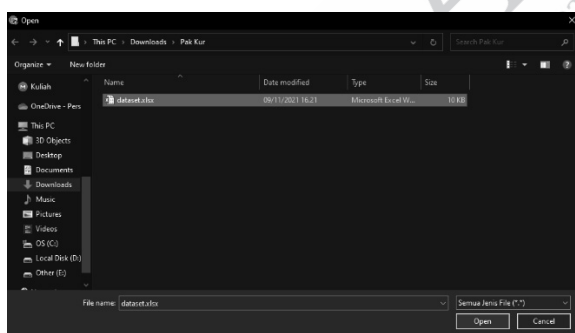 Open
This PC › Downloads › Pak Kur
Search Pak Kur
Organize
New folder
Name
Date modified
Type
Size
Kuliah
dataset.xlsx
09/11/2021 16.21
Microsoft Excel W...
10 KB
OneDrive - Pers
This PC
3D Objects
Desktop
Documents
Downloads
Music
Pictures
Videos
OS (C:)
Local Disk (D:)
Other (E:)
File name:
dataset.xlsx
Semua Jenis File (*.*)
Open
Cancel